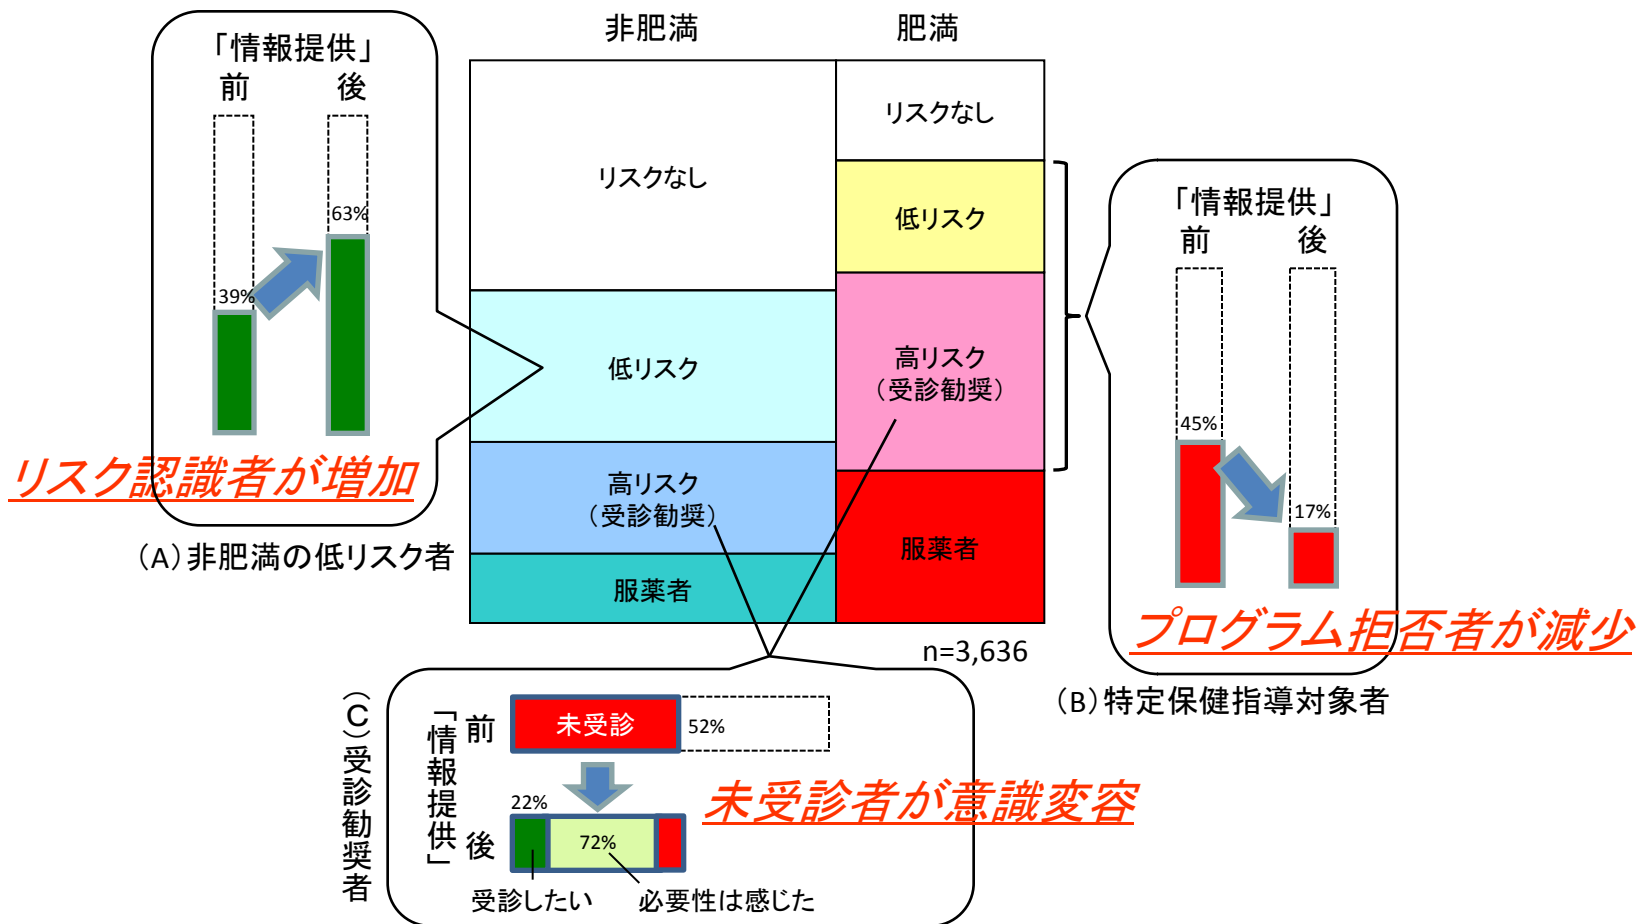 非肥満
肥満
「情報提供」
前
後
39%
63%
リスク認識者が増加
(A)非肥満の低リスク者
リスクなし
低リスク
高リスク
(受診勧奨)
服薬者
リスクなし
低リスク
高リスク
(受診勧奨)
服薬者
n=3,636
「情報提供」
前
後
45%
17%
プログラム拒否者が減少
(B)特定保健指導対象者
(C)受診勧奨者
「情報提供」
前
未受診
52%
未受診者が意識変容
22%
後
72%
受診したい
必要性は感じた